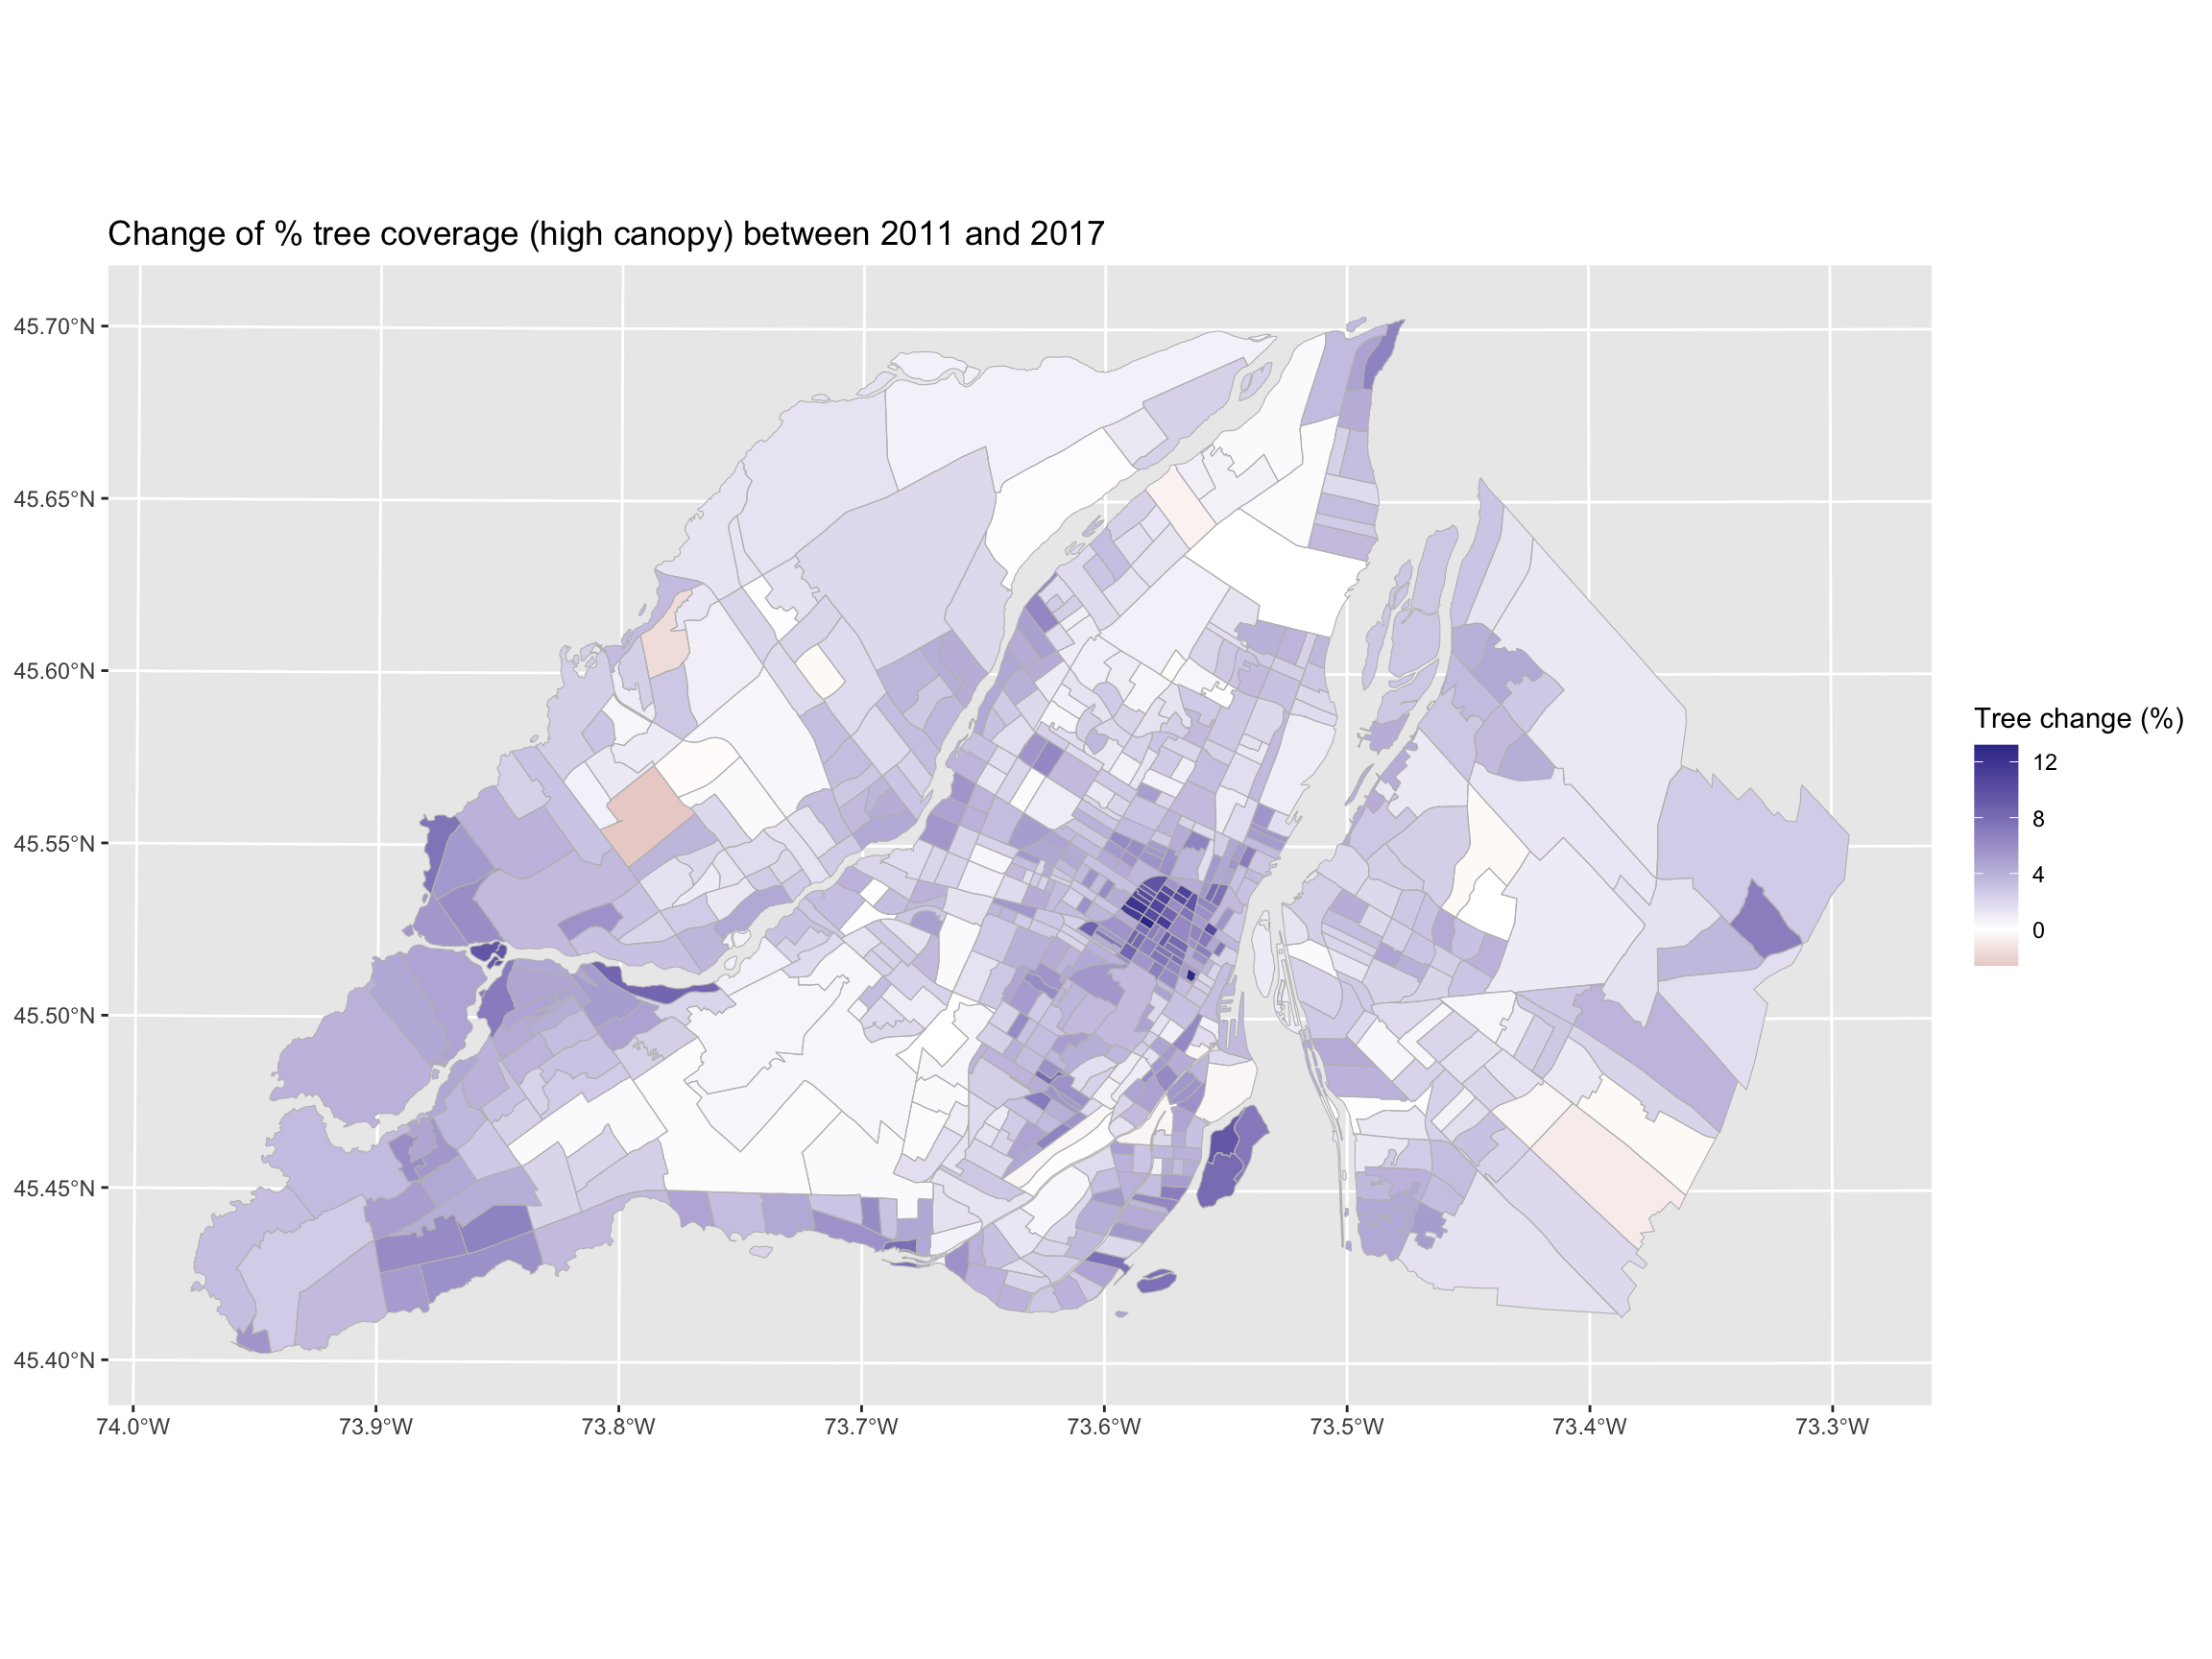 Change of % tree coverage (high canopy) between 2011 and 2017
45.70°N
45.65°N
45.60°N
45.55°N
45.50°N
45.45°N
45.40°N
74.0°W 73.9°W 73.8°W 73.7°W 73.6°W 73.5°W 73.4°W 73.3°W
Tree change (%)
12
8
4
0